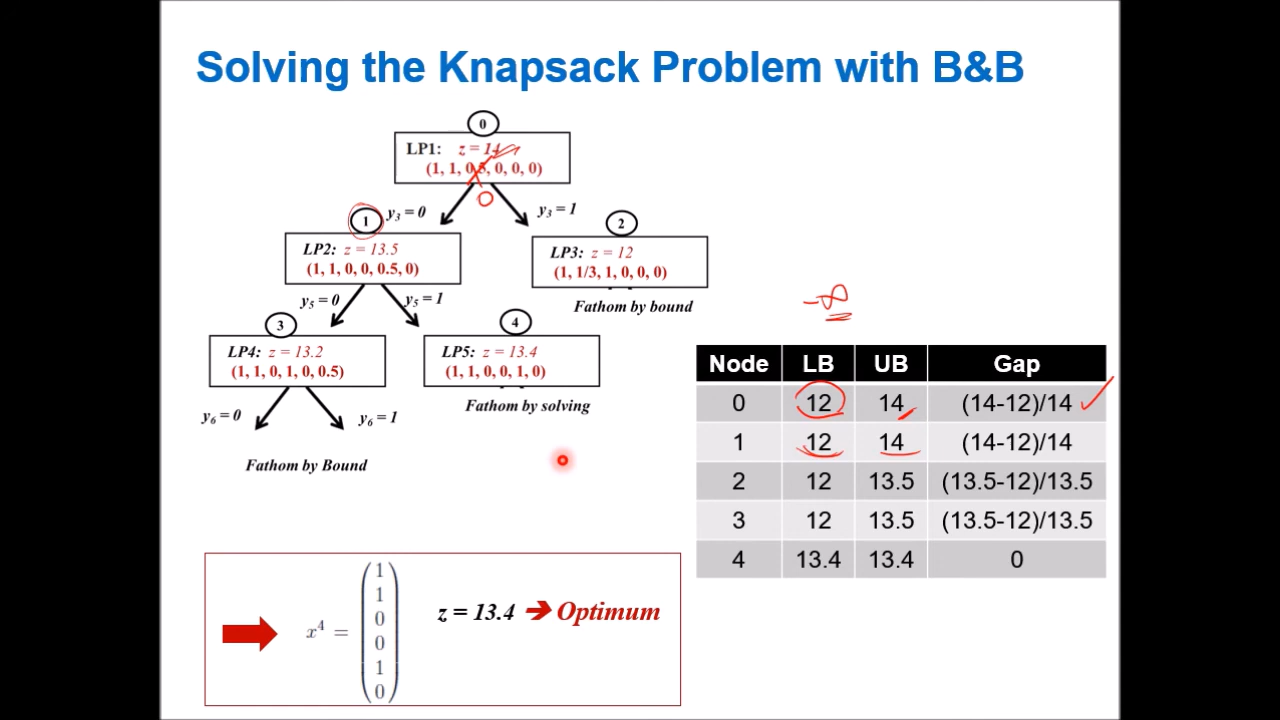 Solving the Knapsack Problem with B&B
0
LP1: z = 14
(1, 1, 0.5, 0, 0, 0)
0
1
y₃ = 0
y₃ = 1
2
LP2: z = 13.5
(1, 1, 0, 0, 0.5, 0)
LP3: z = 12
(1, 1/3, 1, 0, 0, 0)
Fathom by bound
y₅ = 0
y₅ = 1
3
4
LP4: z = 13.2
(1, 1, 0, 1, 0, 0.5)
LP5: z = 13.4
(1, 1, 0, 0, 1, 0)
Fathom by solving
y₆ = 0
y₆ = 1
Fathom by Bound
-∞
Node LB UB Gap
0 12 14 (14-12)/14
1 12 14 (14-12)/14
2 12 13.5 (13.5-12)/13.5
3 12 13.5 (13.5-12)/13.5
4 13.4 13.4 0
1
1
0
x⁴ =
0
1
0
z = 13.4 ➔ Optimum